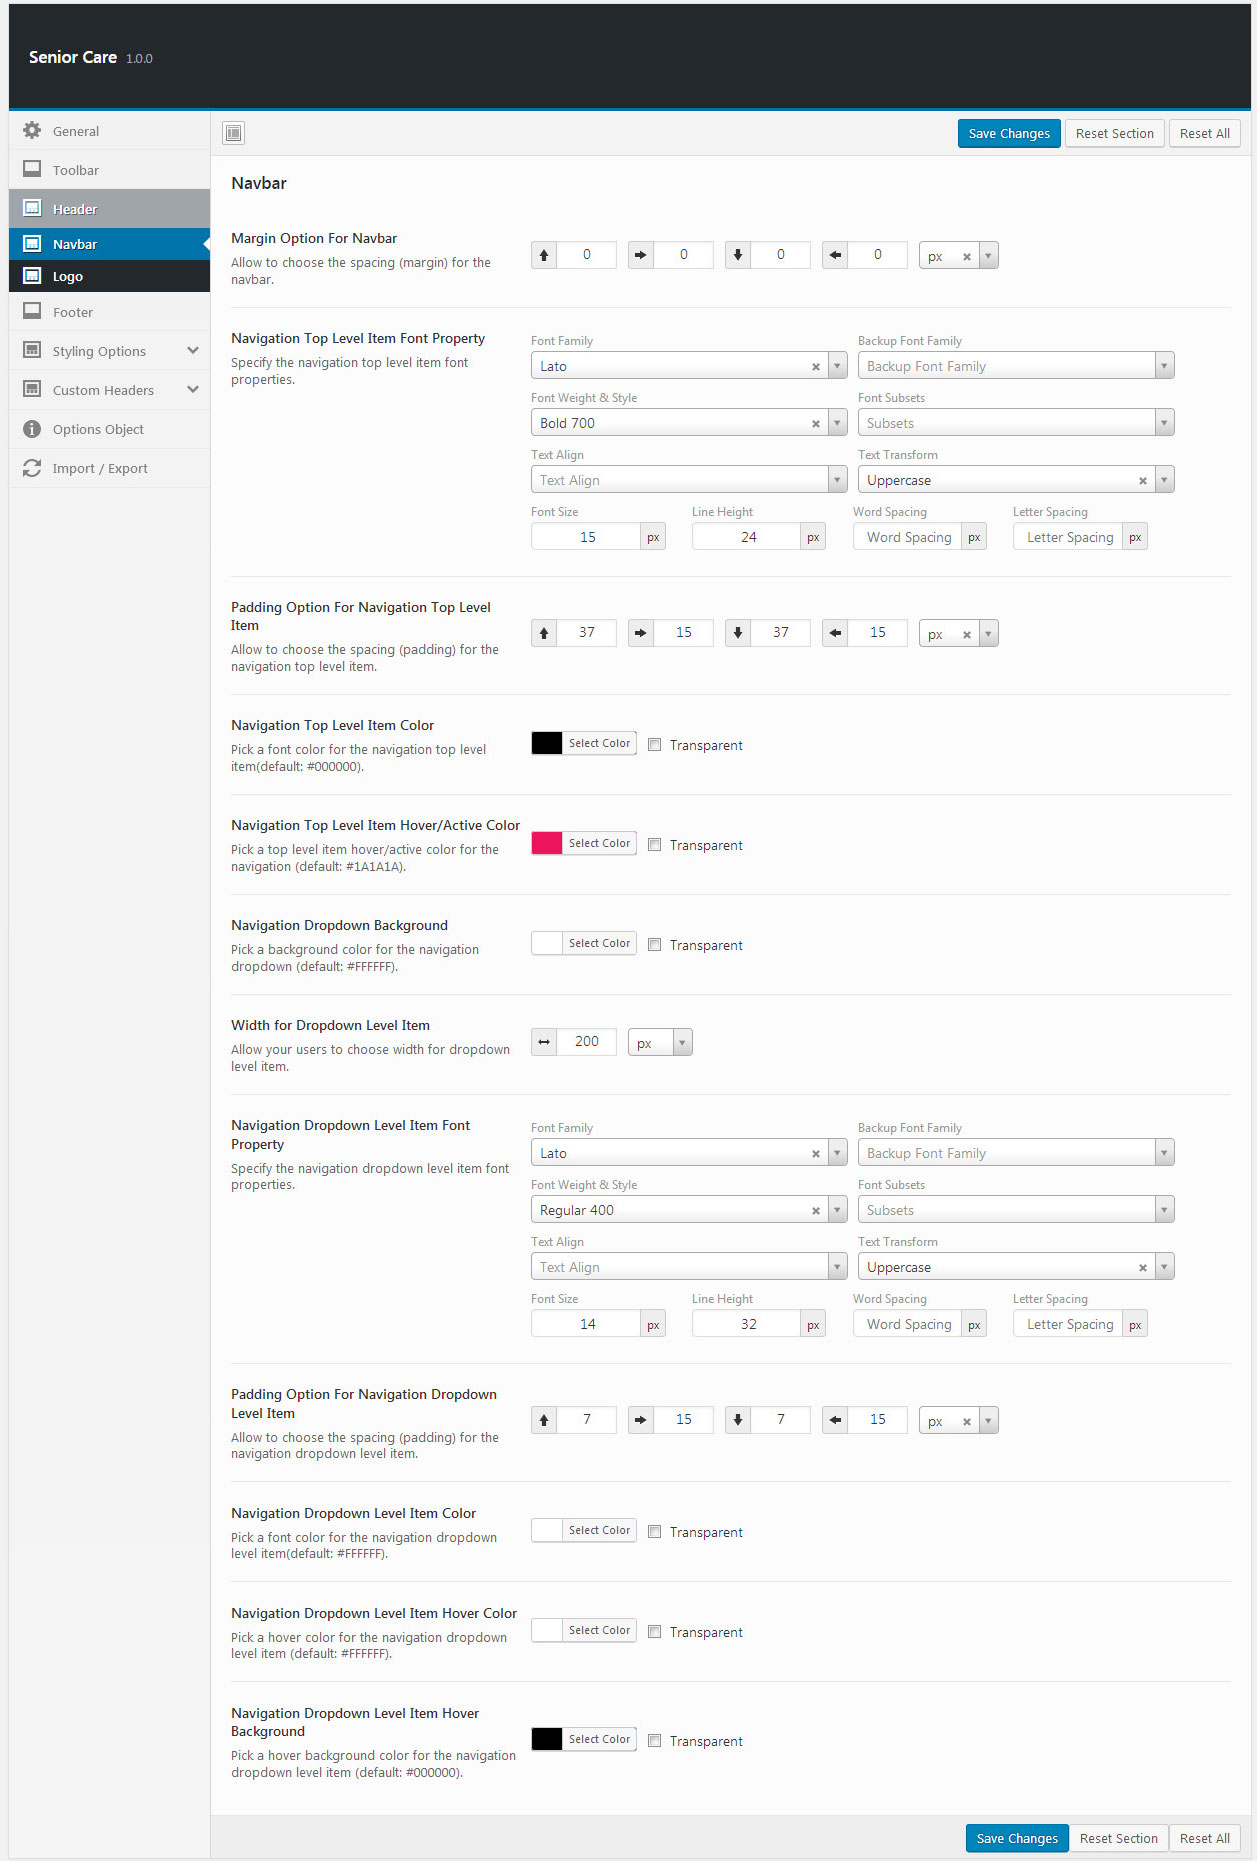 Senior Care 1.0.0
General
Toolbar
Header
Navbar
Logo
Footer
Styling Options
Custom Headers
Options Object
Import / Export
Save Changes Reset Section Reset All
Navbar
Margin Option For Navbar
Allow to choose the spacing (margin) for the
navbar.
0 0 0 0 px
Navigation Top Level Item Font Property
Specify the navigation top level item font
properties.
Font Family Backup Font Family
Lato Backup Font Family
Font Weight & Style Font Subsets
Bold 700 Subsets
Text Align Text Transform
Text Align Uppercase
Font Size Line Height Word Spacing Letter Spacing
15 px 24 px Word Spacing px Letter Spacing px
Padding Option For Navigation Top Level
Item
Allow to choose the spacing (padding) for the
navigation top level item.
37 15 37 15 px
Navigation Top Level Item Color
Pick a font color for the navigation top level
item(default: #000000).
Select Color Transparent
Navigation Top Level Item Hover/Active Color
Pick a top level item hover/active color for the
navigation (default: #1A1A1A).
Select Color Transparent
Navigation Dropdown Background
Pick a background color for the navigation
dropdown (default: #FFFFFF).
Select Color Transparent
Width for Dropdown Level Item
Allow your users to choose width for dropdown
level item.
200 px
Navigation Dropdown Level Item Font
Property
Specify the navigation dropdown level item font
properties.
Font Family Backup Font Family
Lato Backup Font Family
Font Weight & Style Font Subsets
Regular 400 Subsets
Text Align Text Transform
Text Align Uppercase
Font Size Line Height Word Spacing Letter Spacing
14 px 32 px Word Spacing px Letter Spacing px
Padding Option For Navigation Dropdown
Level Item
Allow to choose the spacing (padding) for the
navigation dropdown level item.
7 15 7 15 px
Navigation Dropdown Level Item Color
Pick a font color for the navigation dropdown
level item(default: #FFFFFF).
Select Color Transparent
Navigation Dropdown Level Item Hover Color
Pick a hover color for the navigation dropdown
level item (default: #FFFFFF).
Select Color Transparent
Navigation Dropdown Level Item Hover
Background
Pick a hover background color for the navigation
dropdown level item (default: #000000).
Select Color Transparent
Save Changes Reset Section Reset All